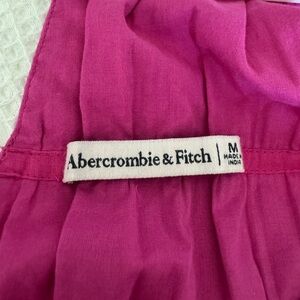 Abercrombie & Fitch | M
MADE IN
INDIA